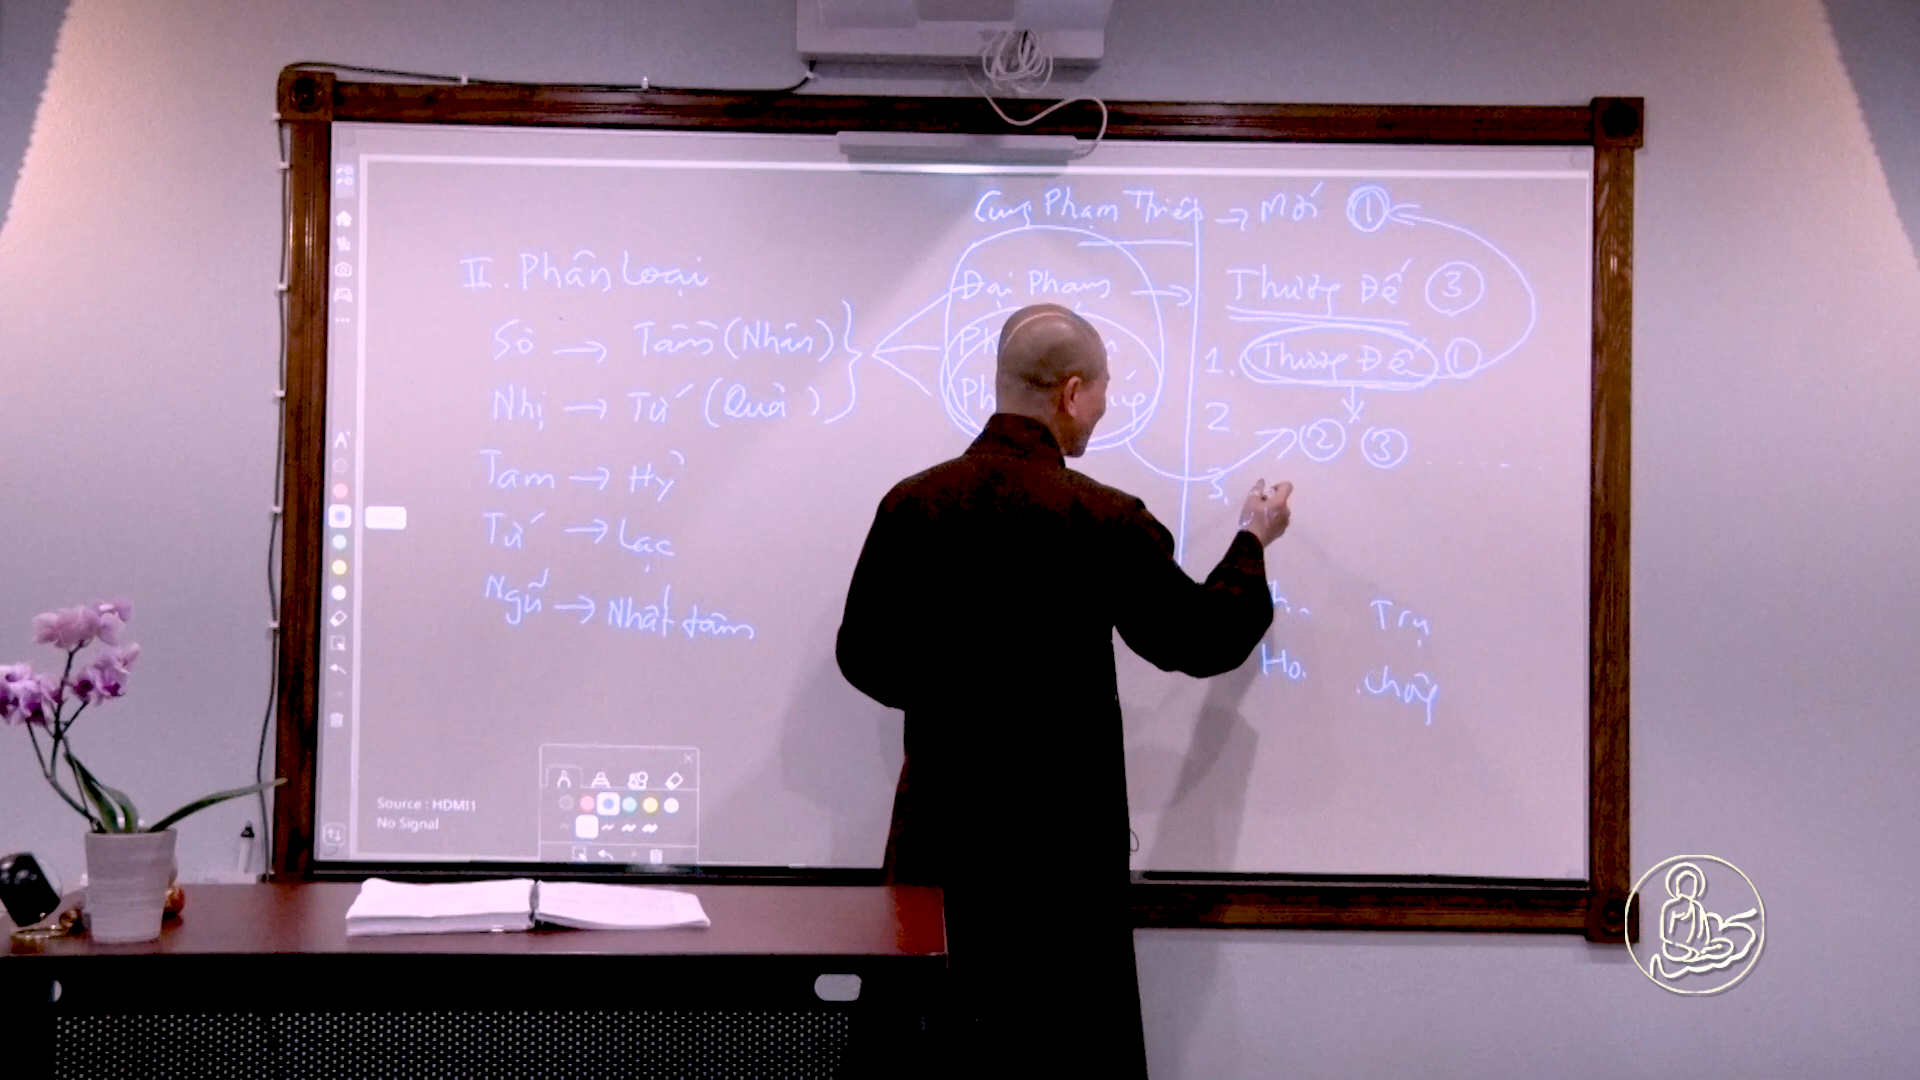 Cung Phạm Thiên → Mới ①
II. Phân Loại
Sơ → Tầm (Nhân)
Nhị → Tứ (Quả)
Tam → Hỷ
Tứ → Lạc
Ngũ → Nhất tâm
Đại Phạm →
Thượng Đế ③
1. Thượng Đế ①
2. → ② ③
3.
Trụ
Ho.
Source : HDMI1
No Signal